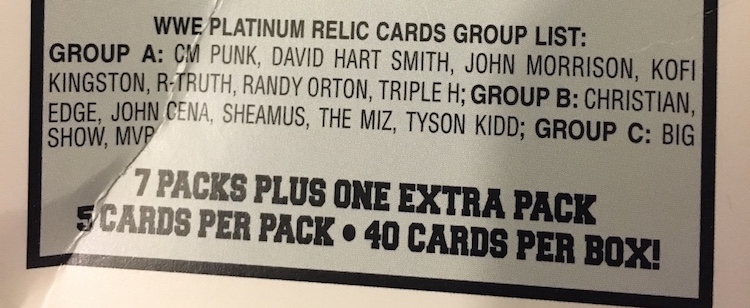 WWE PLATINUM RELIC CARDS GROUP LIST:
GROUP A: CM PUNK, DAVID HART SMITH, JOHN MORRISON, KOFI
KINGSTON, R-TRUTH, RANDY ORTON, TRIPLE H; GROUP B: CHRISTIAN,
EDGE, JOHN CENA, SHEAMUS, THE MIZ, TYSON KIDD; GROUP C: BIG
SHOW, MVP
7 PACKS PLUS ONE EXTRA PACK
5 CARDS PER PACK • 40 CARDS PER BOX!